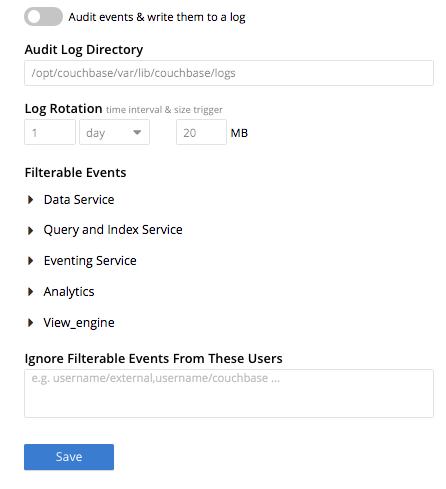 Audit events & write them to a log
Audit Log Directory
/opt/couchbase/var/lib/couchbase/logs
Log Rotation time interval & size trigger
1 day 20 MB
Filterable Events
Data Service
Query and Index Service
Eventing Service
Analytics
View_engine
Ignore Filterable Events From These Users
e.g. username/external,username/couchbase ...
Save